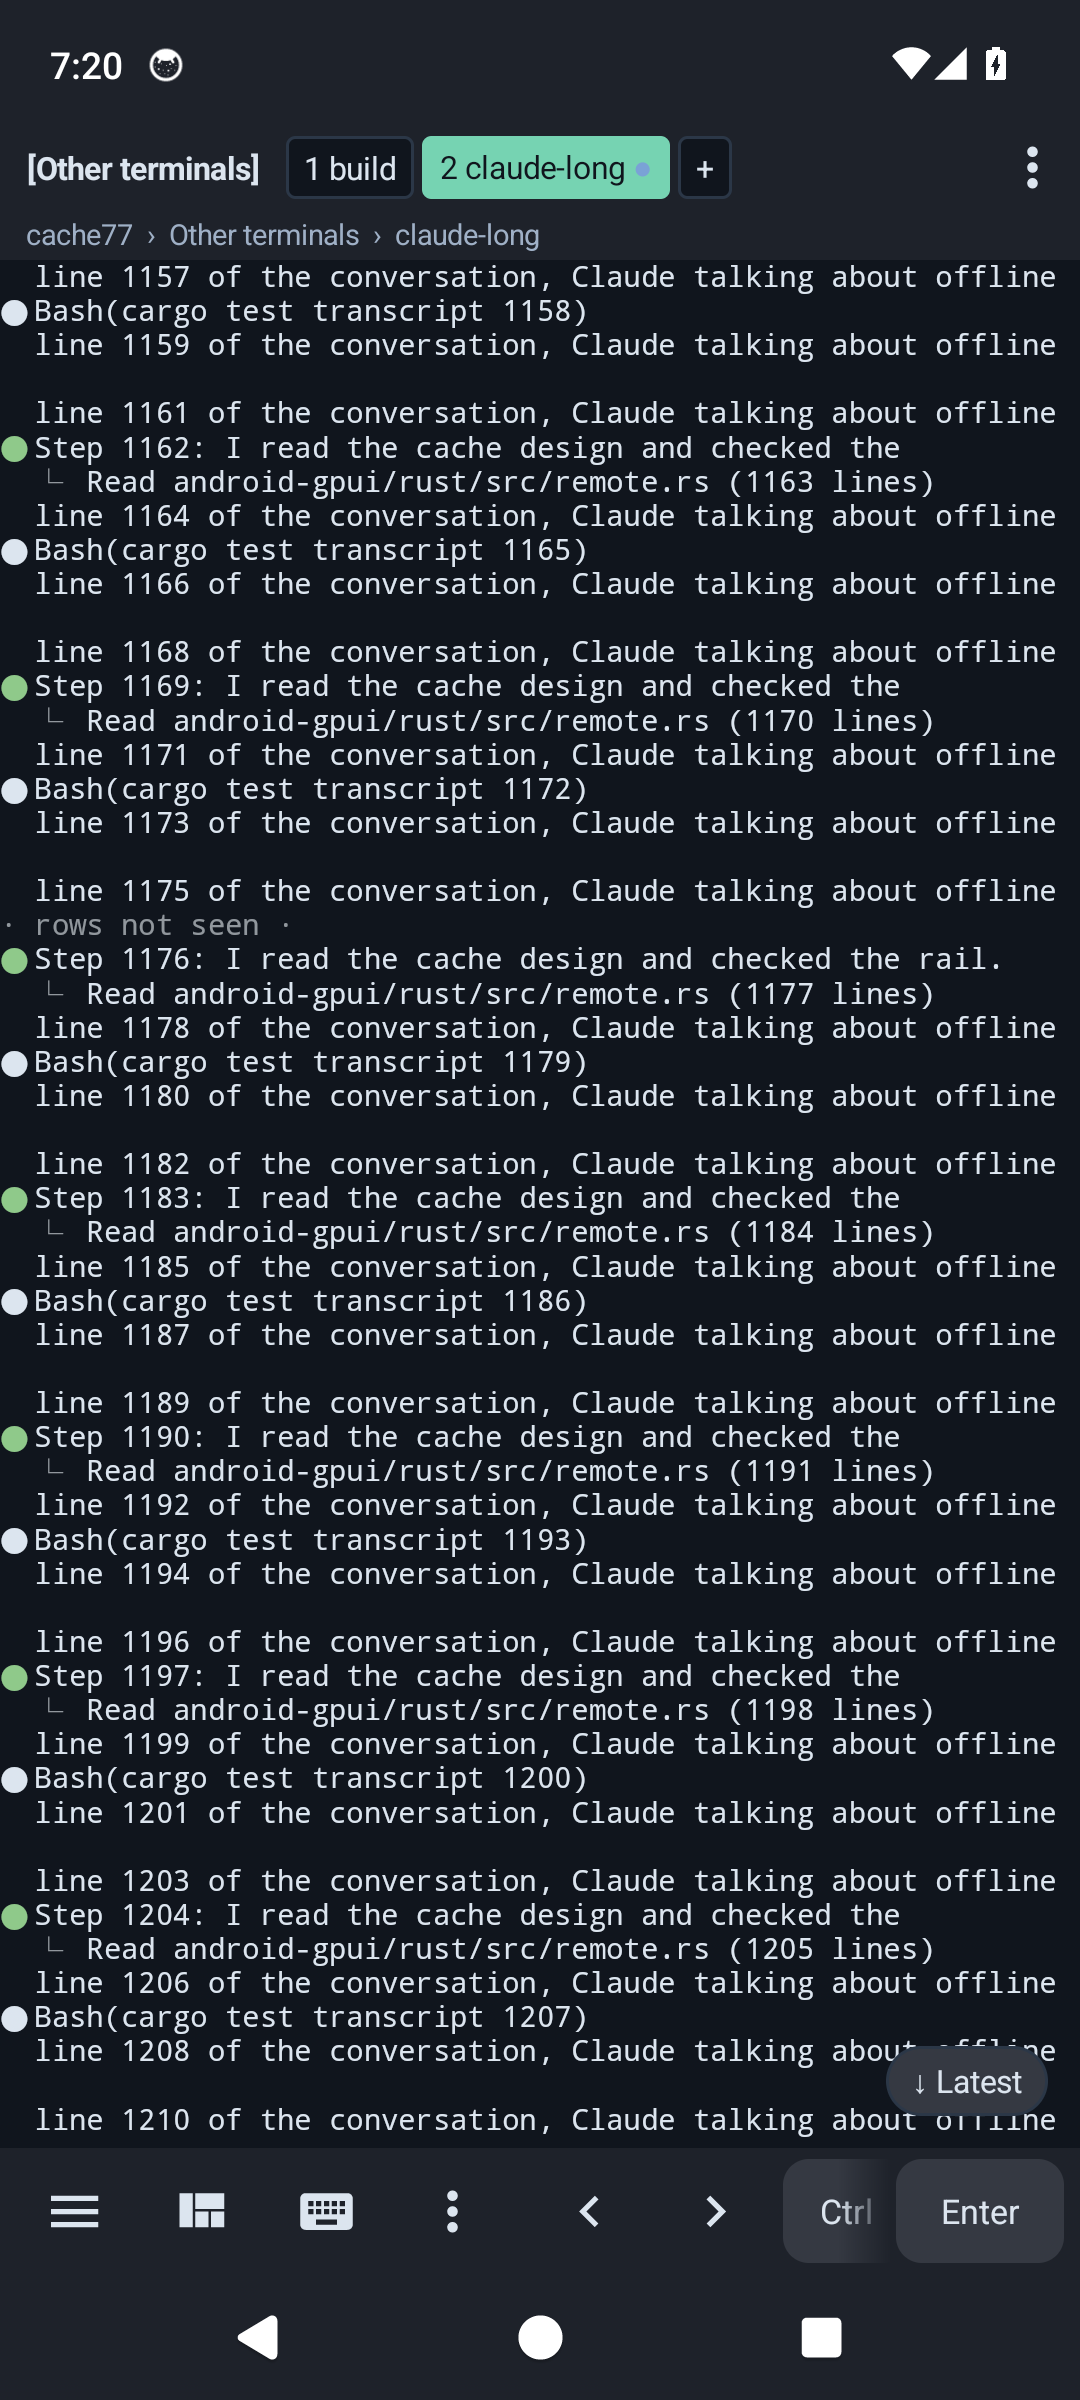 7:20
[Other terminals] 1 build 2 claude-long +
cache77 › Other terminals › claude-long
line 1157 of the conversation, Claude talking about offline
Bash(cargo test transcript 1158)
line 1159 of the conversation, Claude talking about offline
line 1161 of the conversation, Claude talking about offline
Step 1162: I read the cache design and checked the
└ Read android-gpui/rust/src/remote.rs (1163 lines)
line 1164 of the conversation, Claude talking about offline
Bash(cargo test transcript 1165)
line 1166 of the conversation, Claude talking about offline
line 1168 of the conversation, Claude talking about offline
Step 1169: I read the cache design and checked the
└ Read android-gpui/rust/src/remote.rs (1170 lines)
line 1171 of the conversation, Claude talking about offline
Bash(cargo test transcript 1172)
line 1173 of the conversation, Claude talking about offline
line 1175 of the conversation, Claude talking about offline
· rows not seen ·
Step 1176: I read the cache design and checked the rail.
└ Read android-gpui/rust/src/remote.rs (1177 lines)
line 1178 of the conversation, Claude talking about offline
Bash(cargo test transcript 1179)
line 1180 of the conversation, Claude talking about offline
line 1182 of the conversation, Claude talking about offline
Step 1183: I read the cache design and checked the
└ Read android-gpui/rust/src/remote.rs (1184 lines)
line 1185 of the conversation, Claude talking about offline
Bash(cargo test transcript 1186)
line 1187 of the conversation, Claude talking about offline
line 1189 of the conversation, Claude talking about offline
Step 1190: I read the cache design and checked the
└ Read android-gpui/rust/src/remote.rs (1191 lines)
line 1192 of the conversation, Claude talking about offline
Bash(cargo test transcript 1193)
line 1194 of the conversation, Claude talking about offline
line 1196 of the conversation, Claude talking about offline
Step 1197: I read the cache design and checked the
└ Read android-gpui/rust/src/remote.rs (1198 lines)
line 1199 of the conversation, Claude talking about offline
Bash(cargo test transcript 1200)
line 1201 of the conversation, Claude talking about offline
line 1203 of the conversation, Claude talking about offline
Step 1204: I read the cache design and checked the
└ Read android-gpui/rust/src/remote.rs (1205 lines)
line 1206 of the conversation, Claude talking about offline
Bash(cargo test transcript 1207)
line 1208 of the conversation, Claude talking about offline
↓ Latest
line 1210 of the conversation, Claude talking about offline
Ctrl Enter